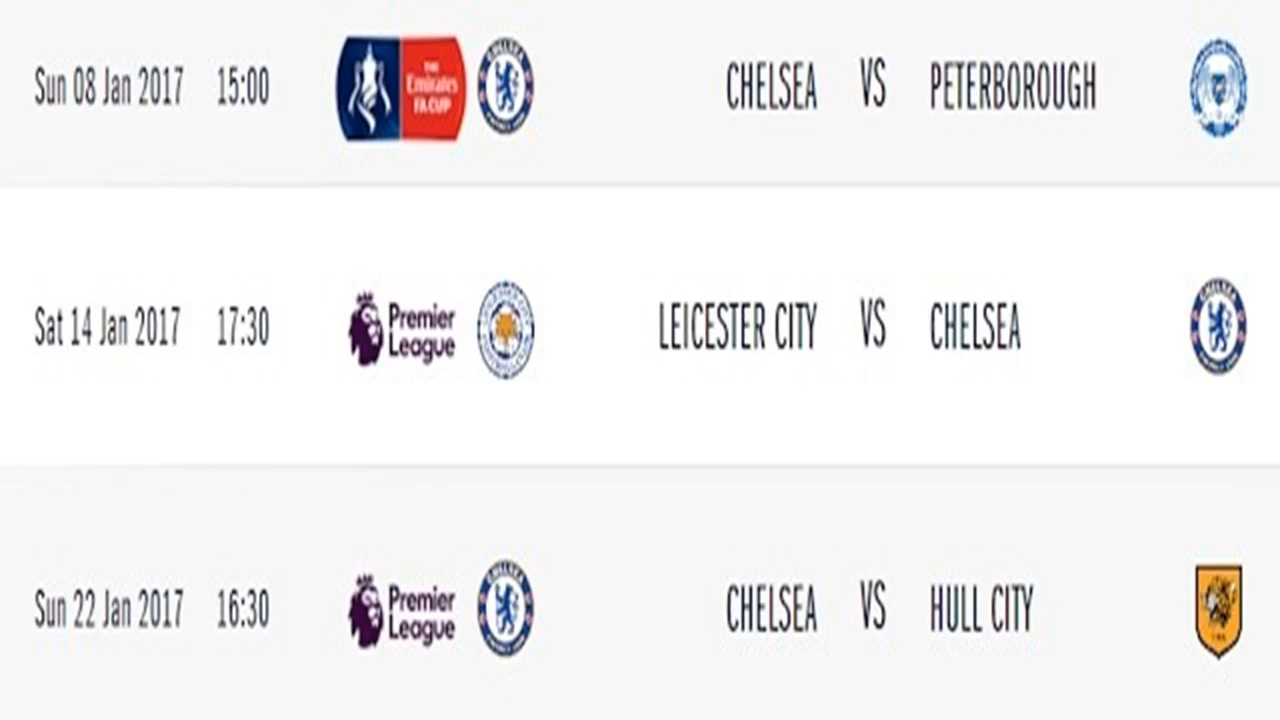 Sun 08 Jan 2017 15:00 THE Emirates FA CUP CHELSEA VS PETERBOROUGH
Sat 14 Jan 2017 17:30 Premier League LEICESTER CITY VS CHELSEA
Sun 22 Jan 2017 16:30 Premier League CHELSEA VS HULL CITY